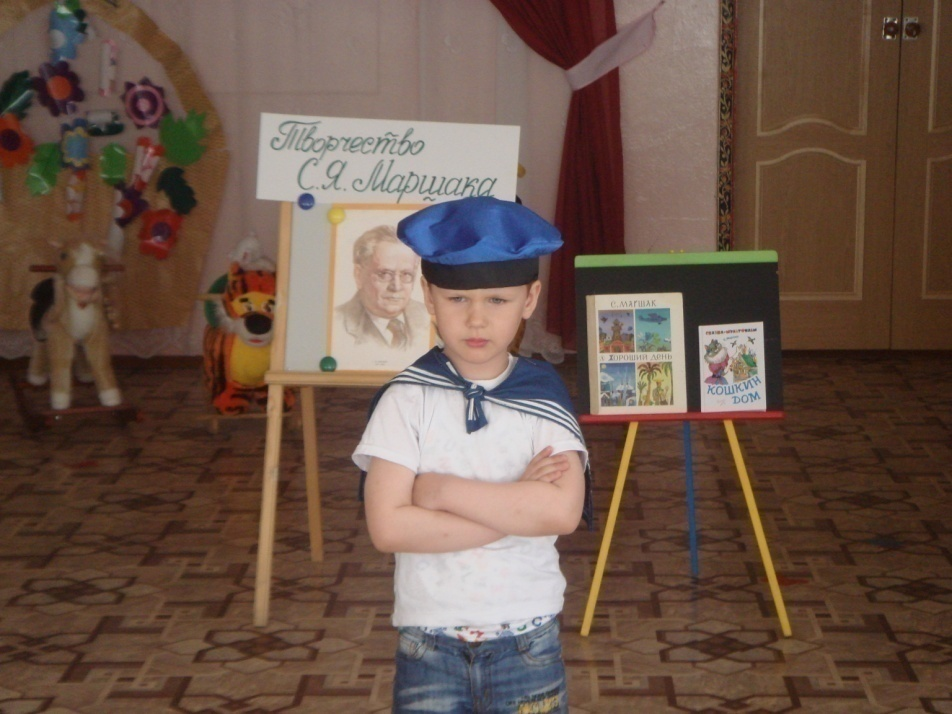 Творчество
С.Я. Маршака
С. МАРШАК
ХОРОШИЙ ДЕНЬ
КОШКИН
ДОМ